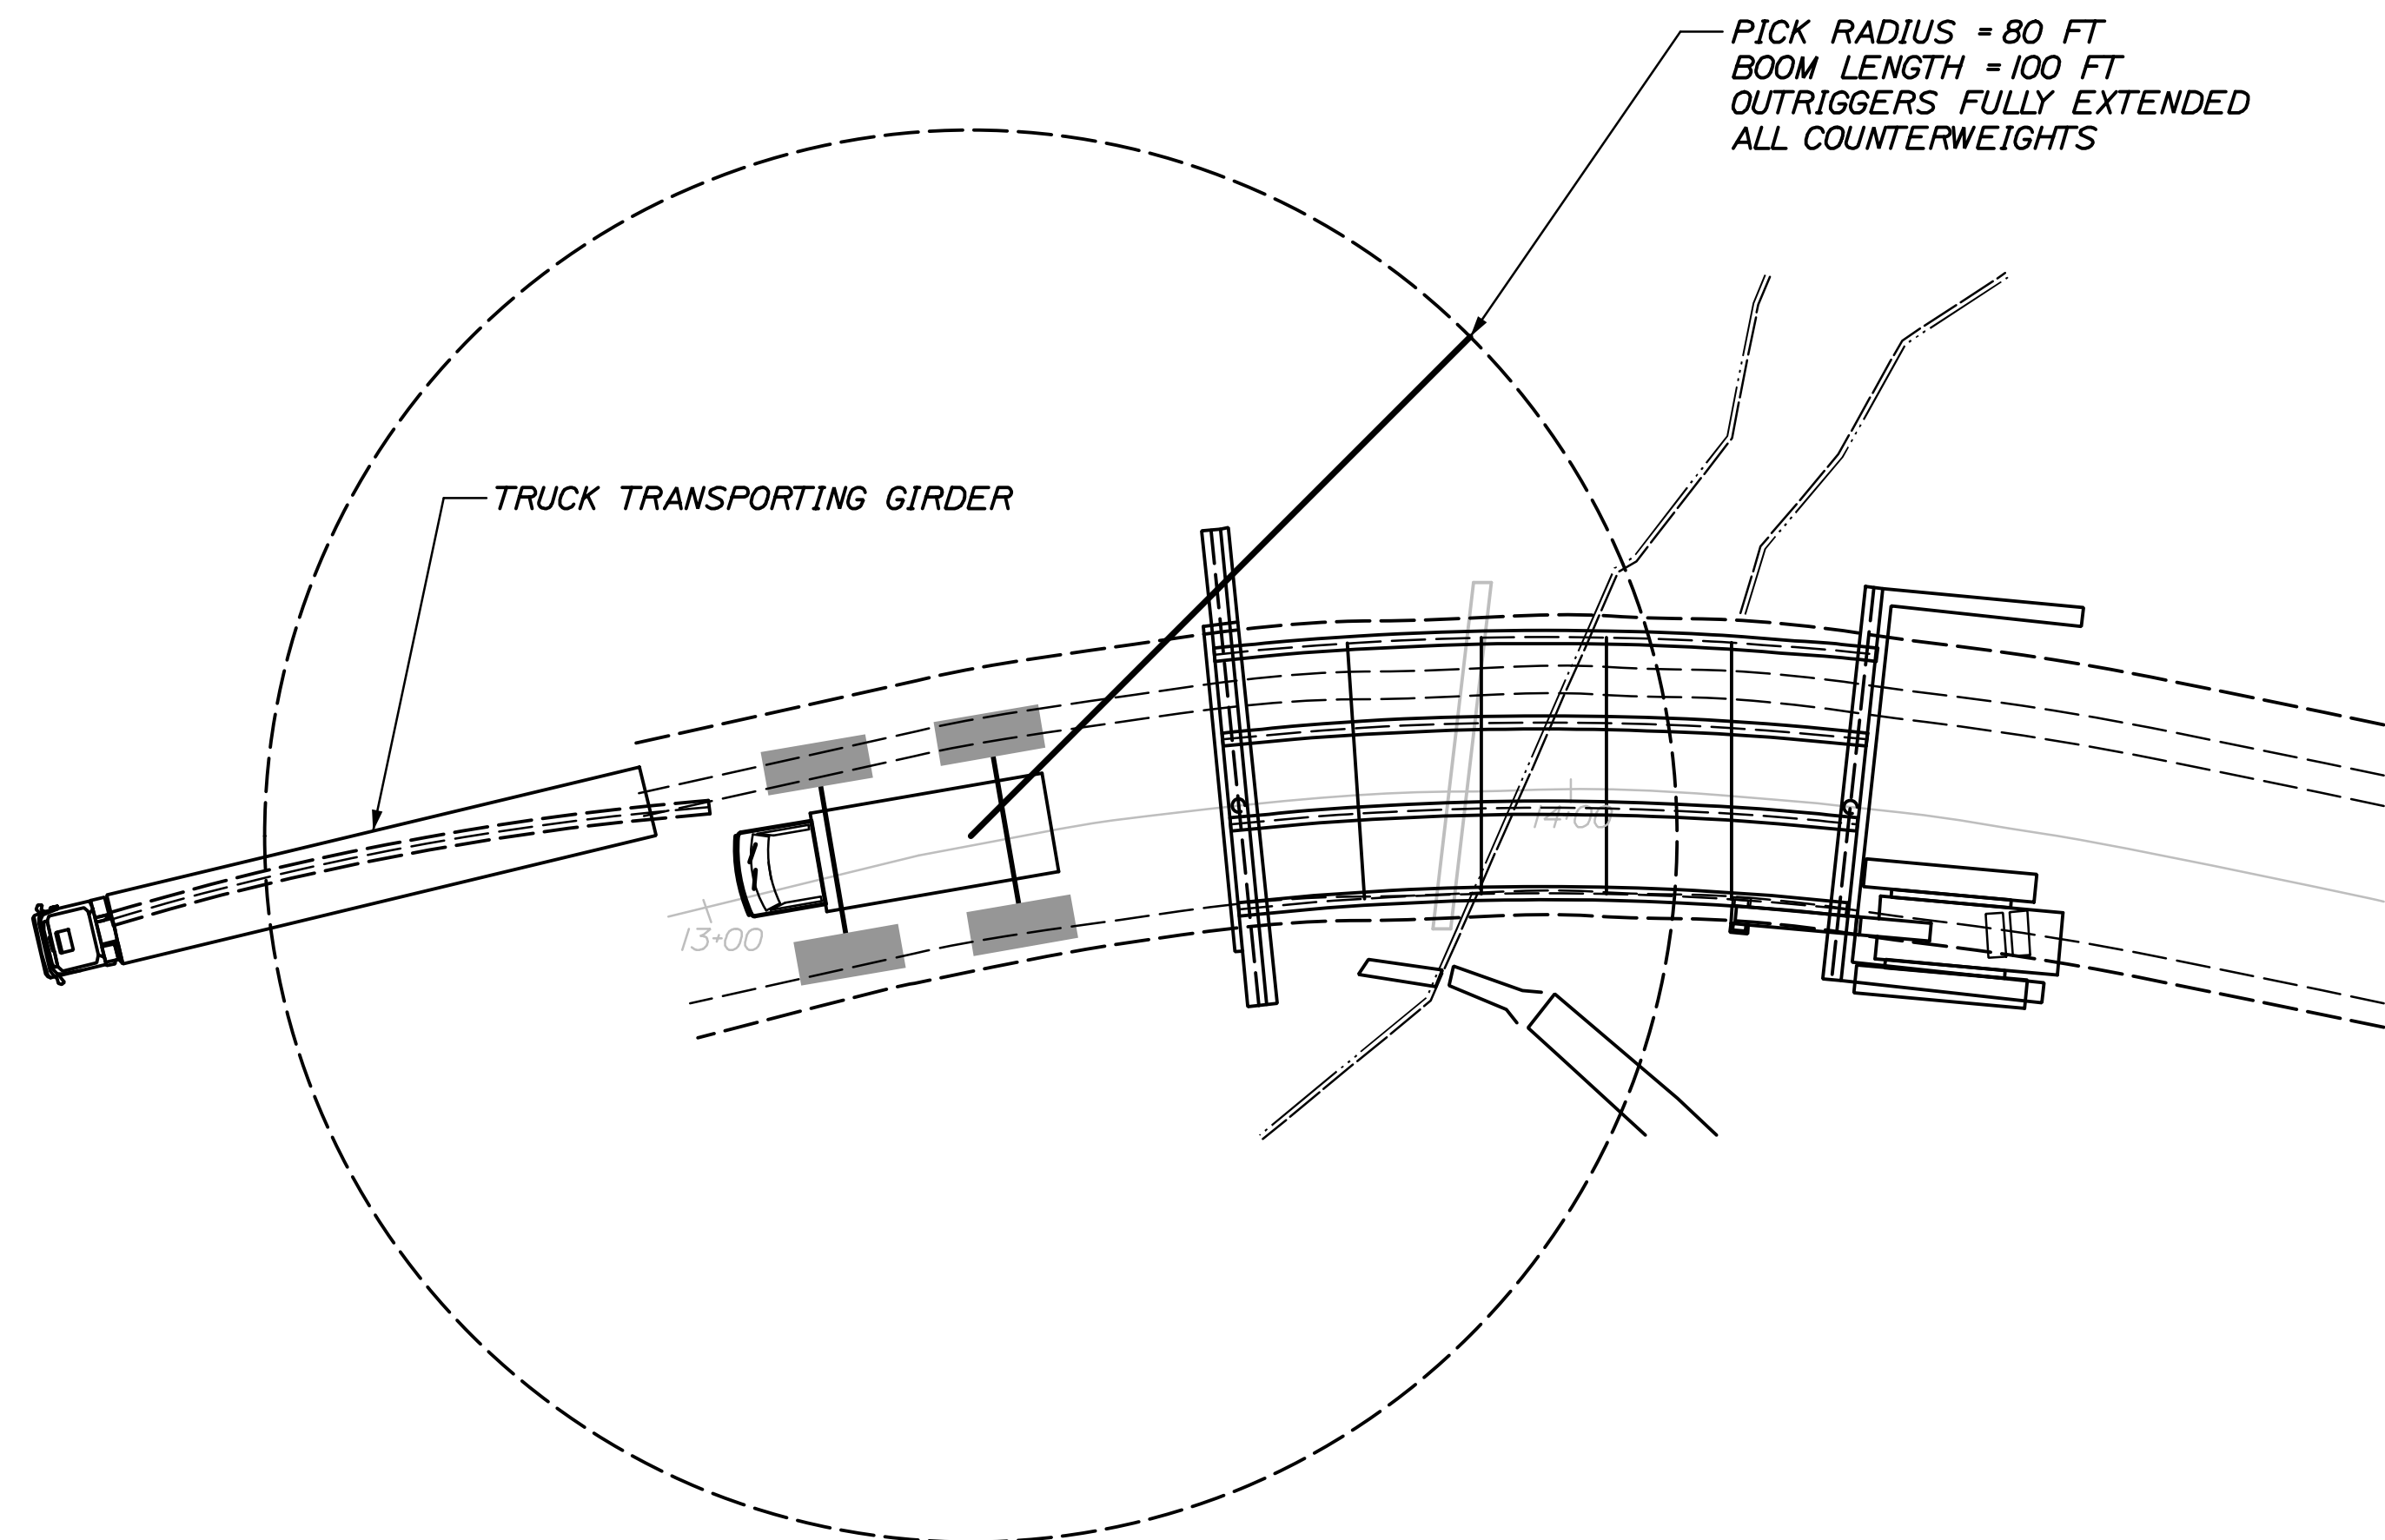 PICK RADIUS = 80 FT
BOOM LENGTH = 100 FT
OUTRIGGERS FULLY EXTENDED
ALL COUNTERWEIGHTS
TRUCK TRANSPORTING GIRDER
14+00
13+00